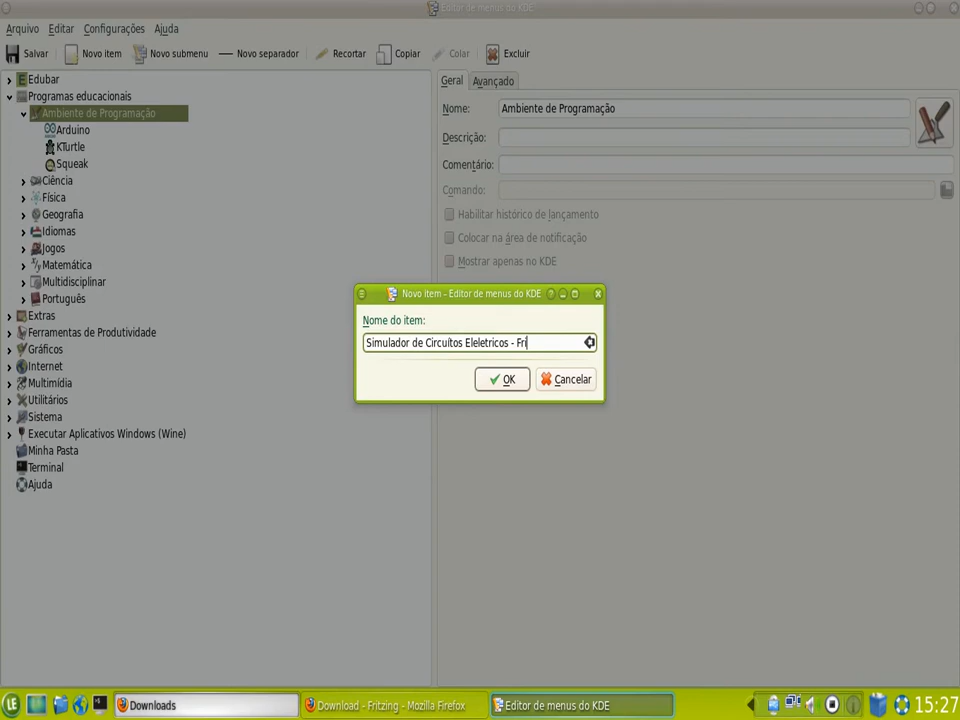 Editor de menus do KDE
Arquivo Editar Configurações Ajuda
Salvar Novo item Novo submenu Novo separador Recortar Copiar Colar Excluir
Edubar
Programas educacionais
Ambiente de Programação
Arduino
KTurtle
Squeak
Ciência
Física
Geografia
Idiomas
Jogos
Matemática
Multidisciplinar
Português
Extras
Ferramentas de Produtividade
Gráficos
Internet
Multimídia
Utilitários
Sistema
Executar Aplicativos Windows (Wine)
Minha Pasta
Terminal
Ajuda
Geral Avançado
Nome: Ambiente de Programação
Descrição:
Comentário:
Comando:
Habilitar histórico de lançamento
Colocar na área de notificação
Mostrar apenas no KDE
Novo item - Editor de menus do KDE
Nome do item:
Simulador de Circuítos Eleletricos - Fri
OK Cancelar
LE Downloads Download - Fritzing - Mozilla Firefox Editor de menus do KDE 15:27